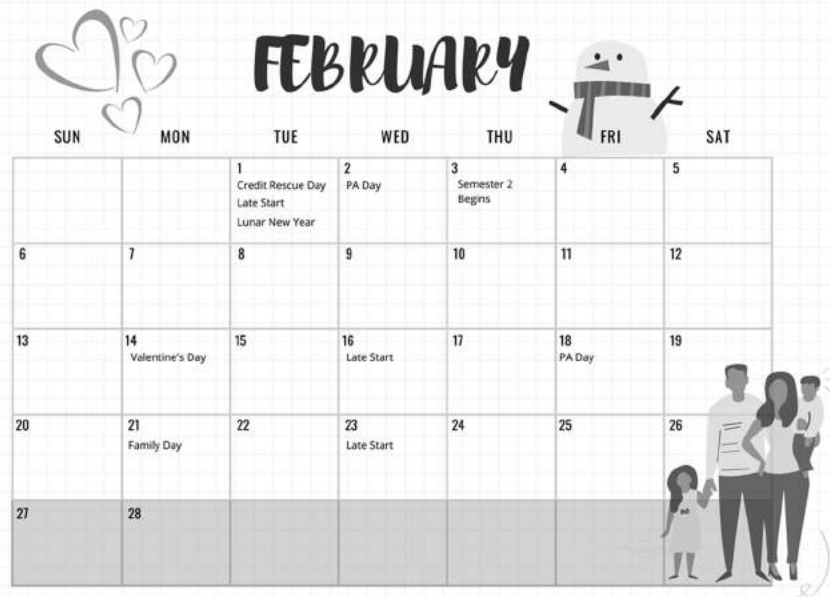 FEBRUARY
SUN MON TUE WED THU FRI SAT
1 2 3 4 5
Credit Rescue Day PA Day Semester 2
Late Start Begins
Lunar New Year
6 7 8 9 10 11 12
13 14 15 16 17 18 19
Valentine's Day Late Start PA Day
20 21 22 23 24 25 26
Family Day Late Start
27 28